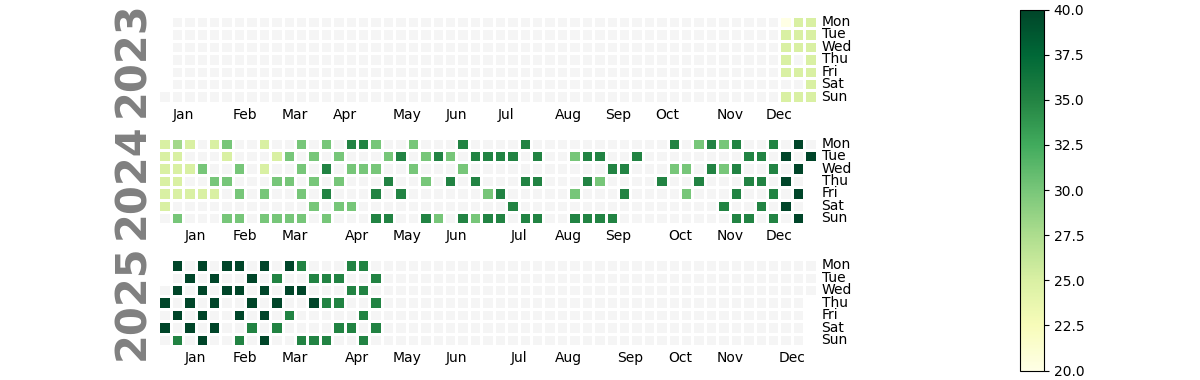 2023
Mon
Tue
Wed
Thu
Fri
Sat
Sun
Jan Feb Mar Apr May Jun Jul Aug Sep Oct Nov Dec
2024
Mon
Tue
Wed
Thu
Fri
Sat
Sun
Jan Feb Mar Apr May Jun Jul Aug Sep Oct Nov Dec
2025
Mon
Tue
Wed
Thu
Fri
Sat
Sun
Jan Feb Mar Apr May Jun Jul Aug Sep Oct Nov Dec
40.0
37.5
35.0
32.5
30.0
27.5
25.0
22.5
20.0